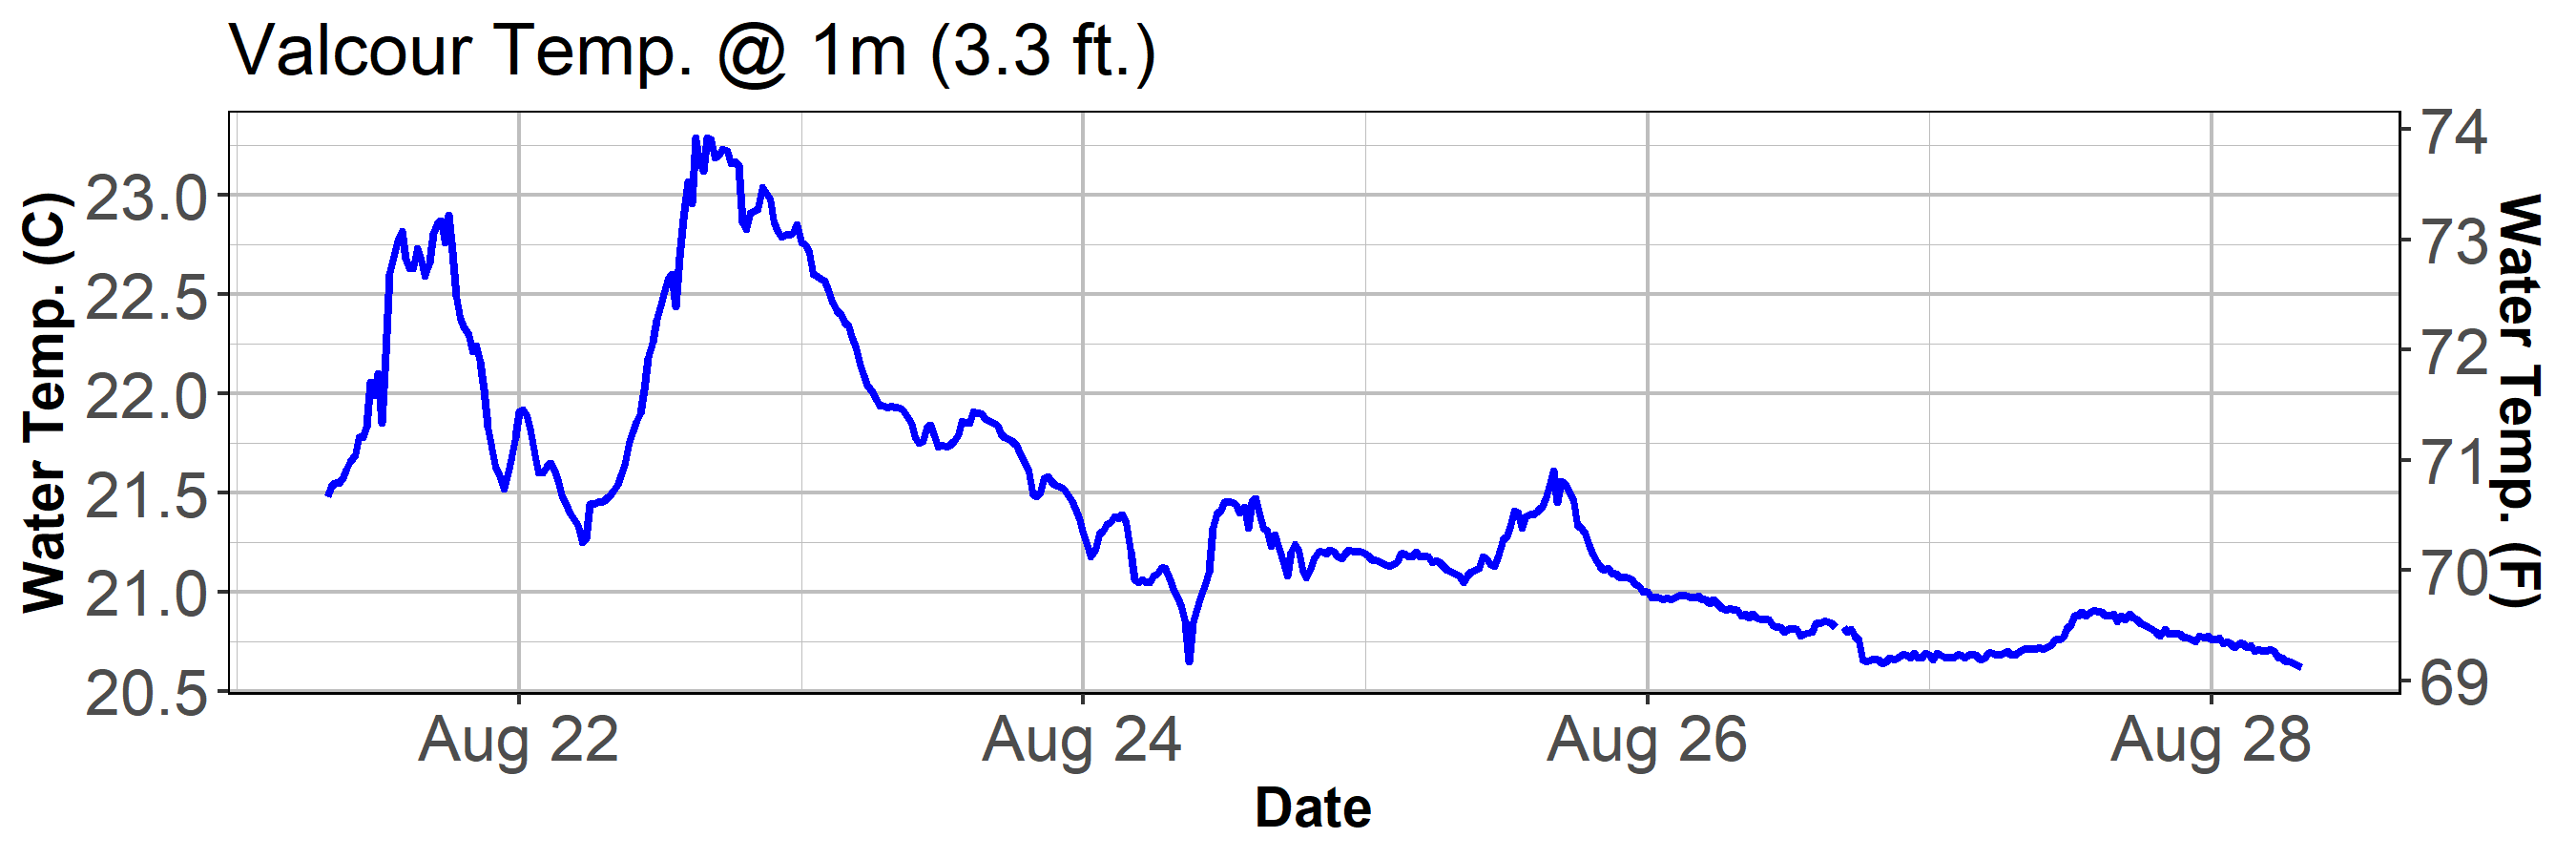 Valcour Temp. @ 1m (3.3 ft.)
Water Temp. (C)
23.0
22.5
22.0
21.5
21.0
20.5
74
73
72
71
70
69
Water Temp. (F)
Aug 22 Aug 24 Aug 26 Aug 28
Date